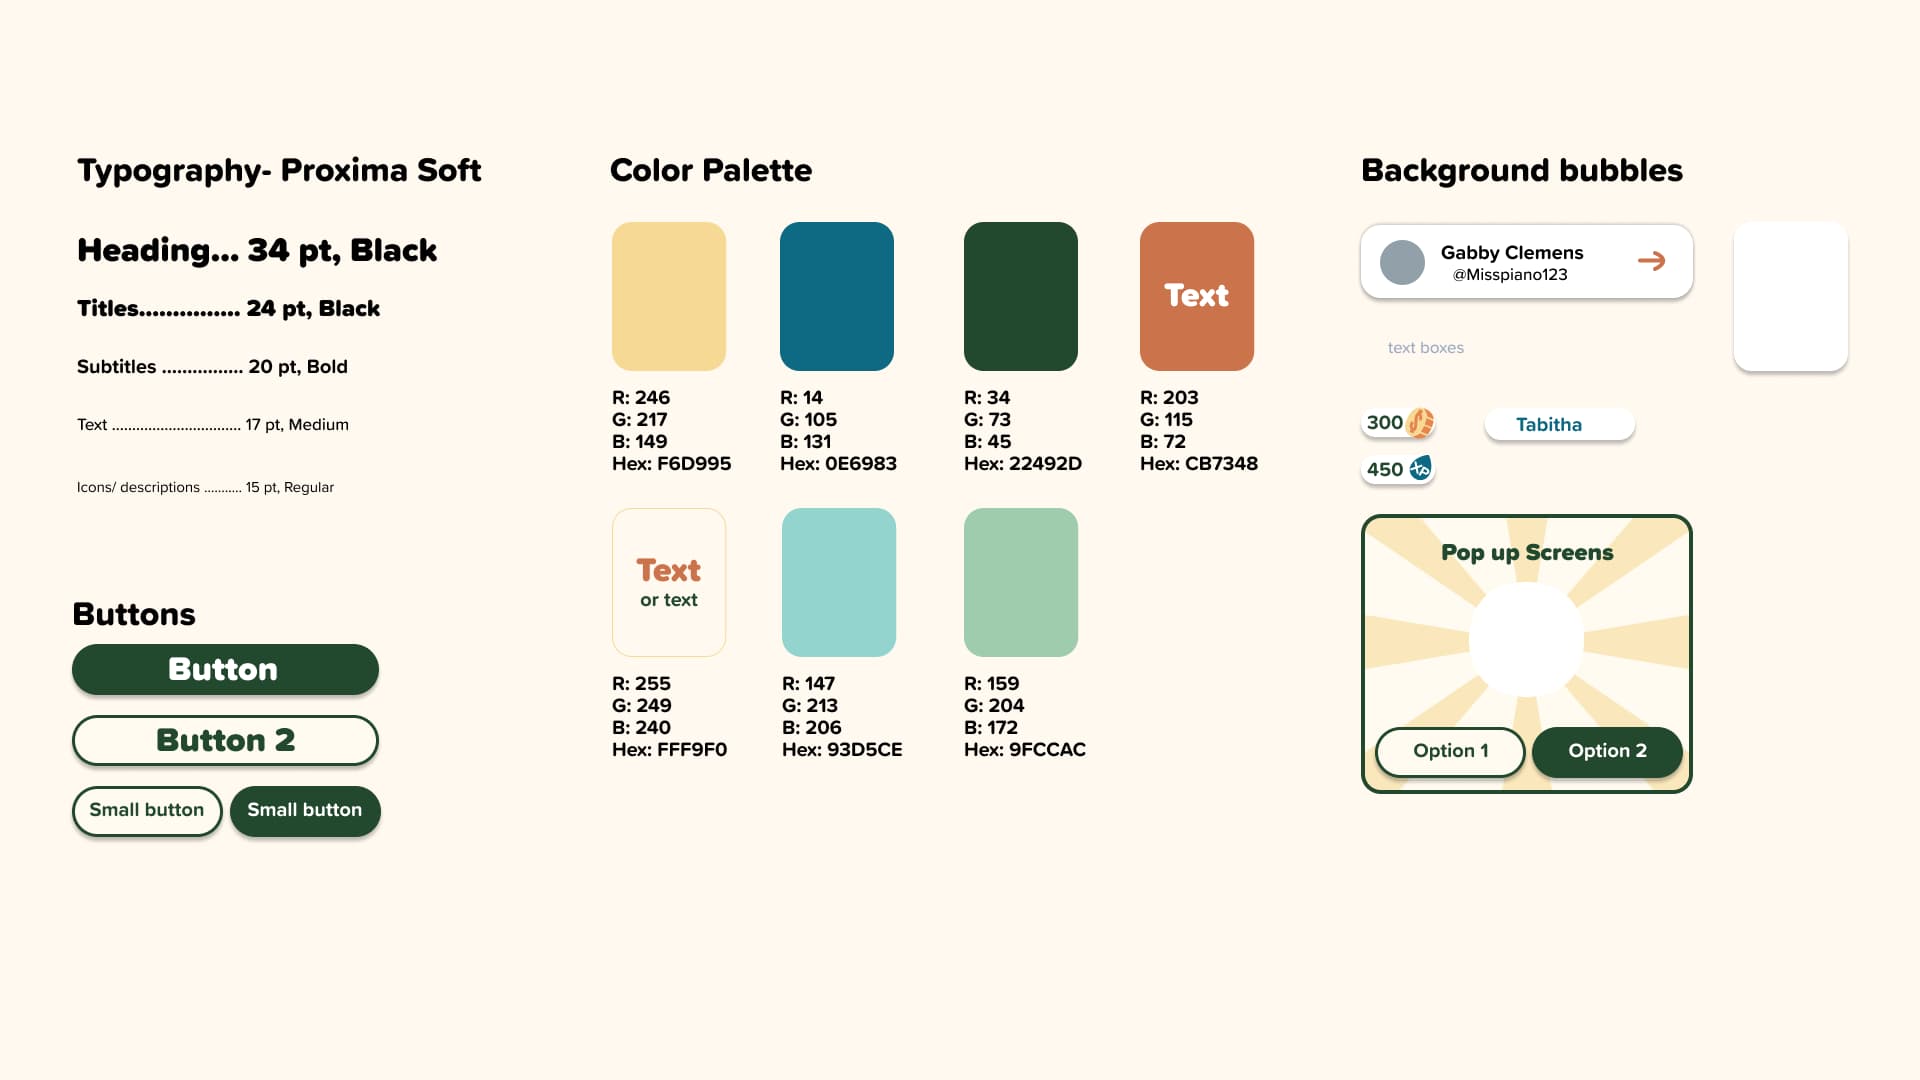 Typography- Proxima Soft
Heading... 34 pt, Black
Titles............... 24 pt, Black
Subtitles ................ 20 pt, Bold
Text ................................ 17 pt, Medium
Icons/ descriptions ........... 15 pt, Regular
Buttons
Button
Button 2
Small button
Small button
Color Palette
R: 246
G: 217
B: 149
Hex: F6D995
R: 14
G: 105
B: 131
Hex: 0E6983
R: 34
G: 73
B: 45
Hex: 22492D
Text
R: 203
G: 115
B: 72
Hex: CB7348
Text
or text
R: 255
G: 249
B: 240
Hex: FFF9F0
R: 147
G: 213
B: 206
Hex: 93D5CE
R: 159
G: 204
B: 172
Hex: 9FCCAC
Background bubbles
Gabby Clemens
@Misspiano123
text boxes
300
Tabitha
450 XP
Pop up Screens
Option 1
Option 2